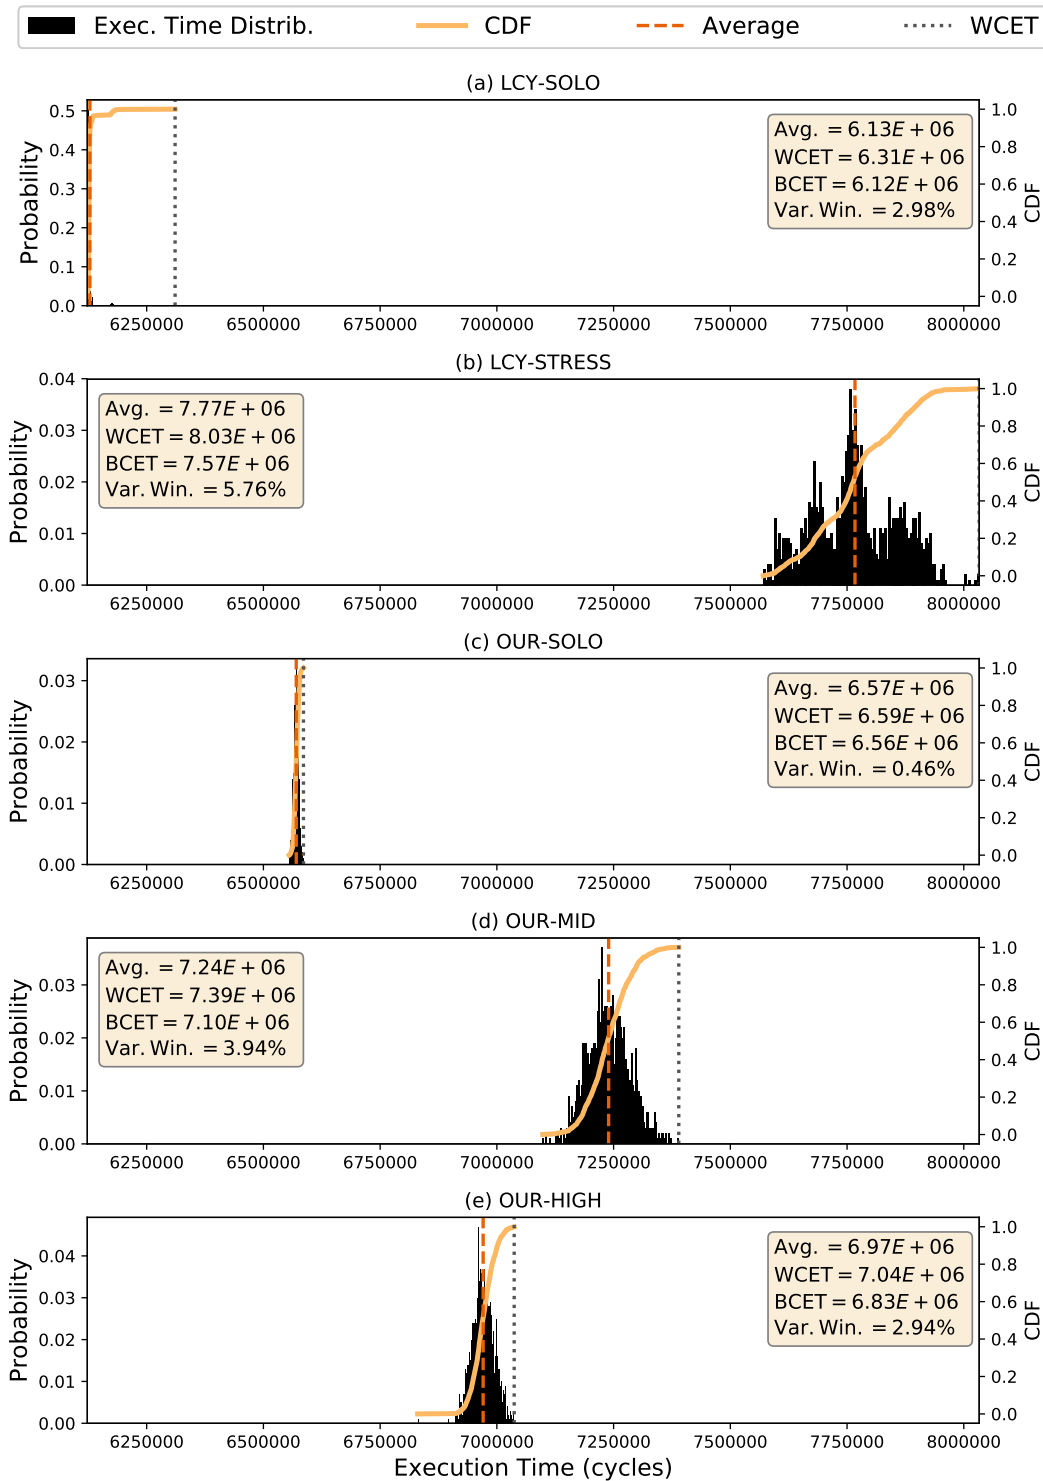 Exec. Time Distrib. CDF Average WCET
(a) LCY-SOLO
Probability
0.5
0.4
0.3
0.2
0.1
0.0
Avg. = 6.13E + 06
WCET = 6.31E + 06
BCET = 6.12E + 06
Var. Win. = 2.98%
1.0
0.8
0.6
0.4
0.2
0.0
CDF
6250000 6500000 6750000 7000000 7250000 7500000 7750000 8000000
(b) LCY-STRESS
Probability
0.04
0.03
0.02
0.01
0.00
Avg. = 7.77E + 06
WCET = 8.03E + 06
BCET = 7.57E + 06
Var. Win. = 5.76%
1.0
0.8
0.6
0.4
0.2
0.0
CDF
6250000 6500000 6750000 7000000 7250000 7500000 7750000 8000000
(c) OUR-SOLO
Probability
0.03
0.02
0.01
0.00
Avg. = 6.57E + 06
WCET = 6.59E + 06
BCET = 6.56E + 06
Var. Win. = 0.46%
1.0
0.8
0.6
0.4
0.2
0.0
CDF
6250000 6500000 6750000 7000000 7250000 7500000 7750000 8000000
(d) OUR-MID
Probability
0.03
0.02
0.01
0.00
Avg. = 7.24E + 06
WCET = 7.39E + 06
BCET = 7.10E + 06
Var. Win. = 3.94%
1.0
0.8
0.6
0.4
0.2
0.0
CDF
6250000 6500000 6750000 7000000 7250000 7500000 7750000 8000000
(e) OUR-HIGH
Probability
0.04
0.03
0.02
0.01
0.00
Avg. = 6.97E + 06
WCET = 7.04E + 06
BCET = 6.83E + 06
Var. Win. = 2.94%
1.0
0.8
0.6
0.4
0.2
0.0
CDF
6250000 6500000 6750000 7000000 7250000 7500000 7750000 8000000
Execution Time (cycles)